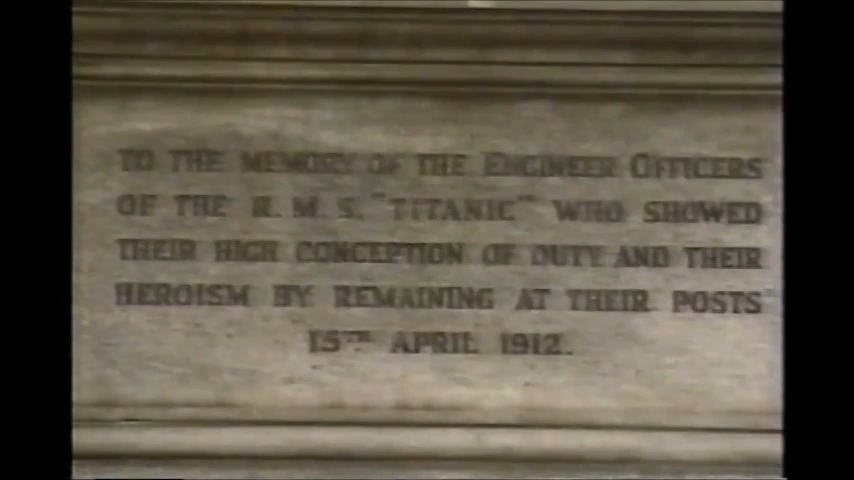 TO THE MEMORY OF THE ENGINEER OFFICERS
OF THE R.M.S. "TITANIC" WHO SHOWED
THEIR HIGH CONCEPTION OF DUTY AND THEIR
HEROISM BY REMAINING AT THEIR POSTS
15TH APRIL 1912.